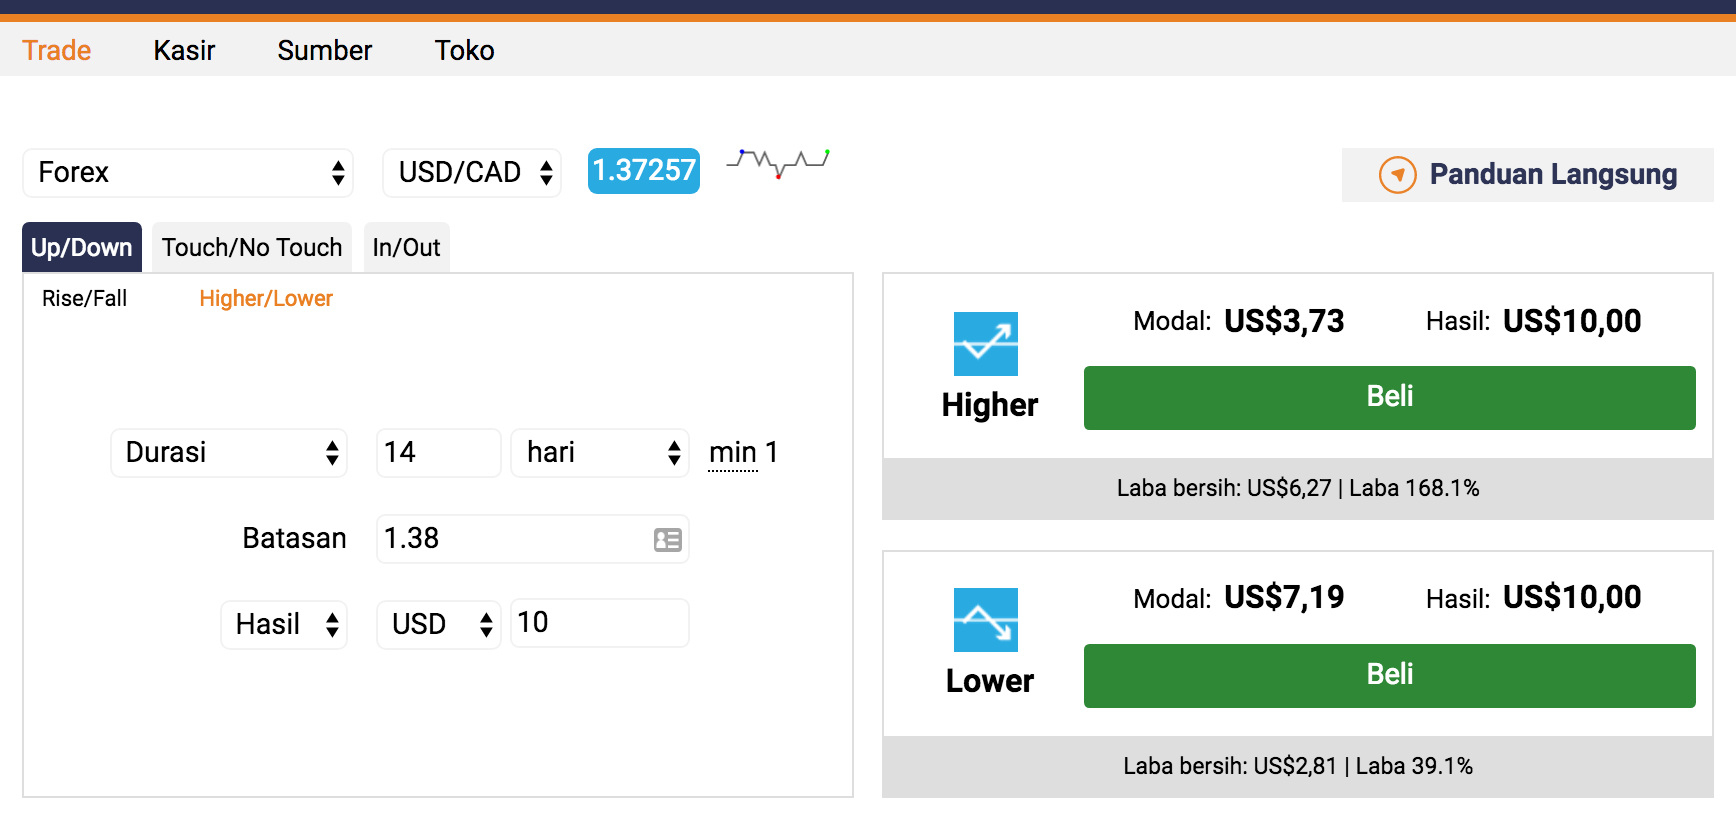 Trade Kasir Sumber Toko
Forex USD/CAD 1.37257
Panduan Langsung
Up/Down Touch/No Touch In/Out
Rise/Fall Higher/Lower
Durasi 14 hari min 1
Batasan 1.38
Hasil USD 10
Higher
Modal: US$3,73 Hasil: US$10,00
Beli
Laba bersih: US$6,27 | Laba 168.1%
Lower
Modal: US$7,19 Hasil: US$10,00
Beli
Laba bersih: US$2,81 | Laba 39.1%